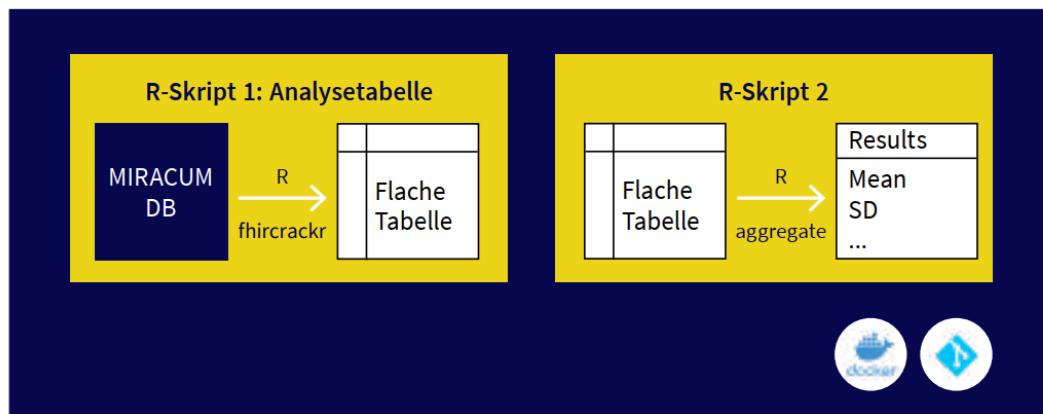 R-Skript 1: Analysetabelle
MIRACUM
DB
R
fhircrackr
Flache
Tabelle
R-Skript 2
Flache
Tabelle
R
aggregate
Results
Mean
SD
...
docker